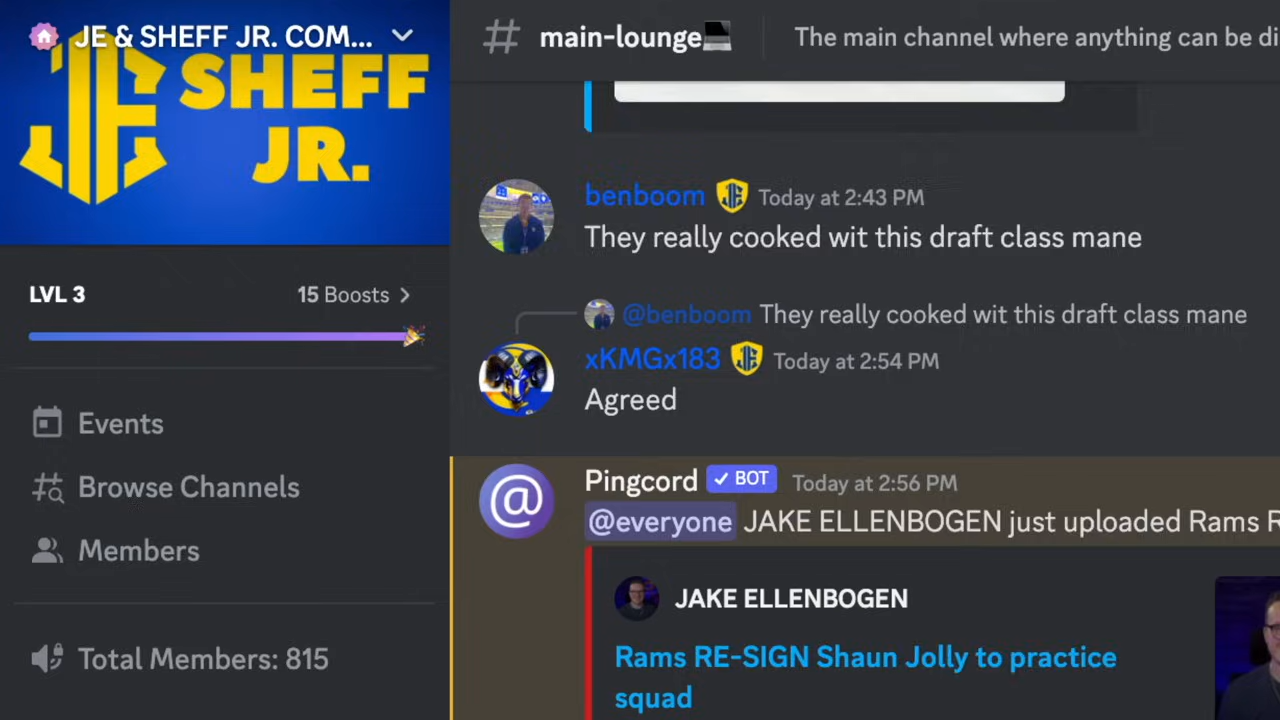 JE & SHEFF JR. COM...
JE SHEFF
JR.
LVL 3
15 Boosts
Events
Browse Channels
Members
Total Members: 815
# main-lounge
The main channel where anything can be di
benboom JE Today at 2:43 PM
They really cooked wit this draft class mane
@benboom They really cooked wit this draft class mane
xKMGx183 JE Today at 2:54 PM
Agreed
@ Pingcord ✓ BOT Today at 2:56 PM
@everyone JAKE ELLENBOGEN just uploaded Rams R
JAKE ELLENBOGEN
Rams RE-SIGN Shaun Jolly to practice
squad